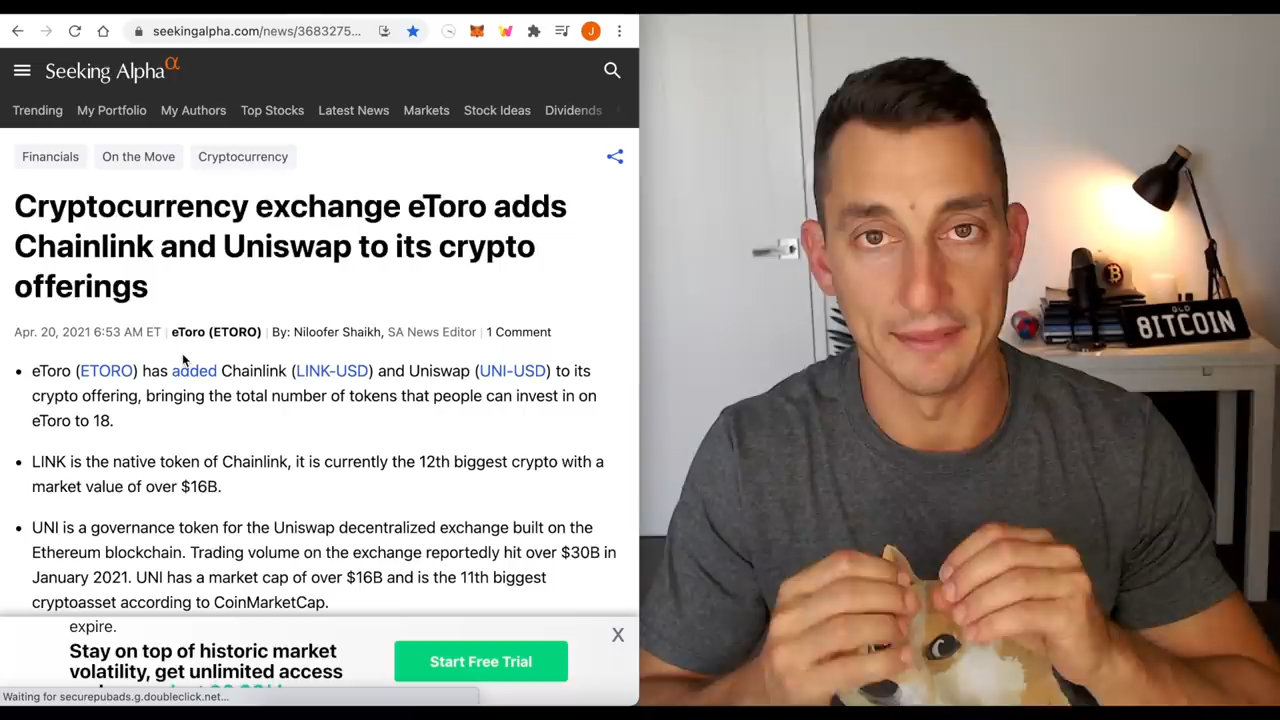 seekingalpha.com/news/3683275...
J
Seeking Alpha α
Trending My Portfolio My Authors Top Stocks Latest News Markets Stock Ideas Dividends
Financials On the Move Cryptocurrency
Cryptocurrency exchange eToro adds
Chainlink and Uniswap to its crypto
offerings
Apr. 20, 2021 6:53 AM ET | eToro (ETORO) | By: Niloofer Shaikh, SA News Editor | 1 Comment
eToro (ETORO) has added Chainlink (LINK-USD) and Uniswap (UNI-USD) to its
crypto offering, bringing the total number of tokens that people can invest in on
eToro to 18.
LINK is the native token of Chainlink, it is currently the 12th biggest crypto with a
market value of over $16B.
UNI is a governance token for the Uniswap decentralized exchange built on the
Ethereum blockchain. Trading volume on the exchange reportedly hit over $30B in
January 2021. UNI has a market cap of over $16B and is the 11th biggest
cryptoasset according to CoinMarketCap.
expire.
Stay on top of historic market
volatility, get unlimited access
X
Start Free Trial
Waiting for securepubads.g.doubleclick.net...
QLD
8ITCOIN